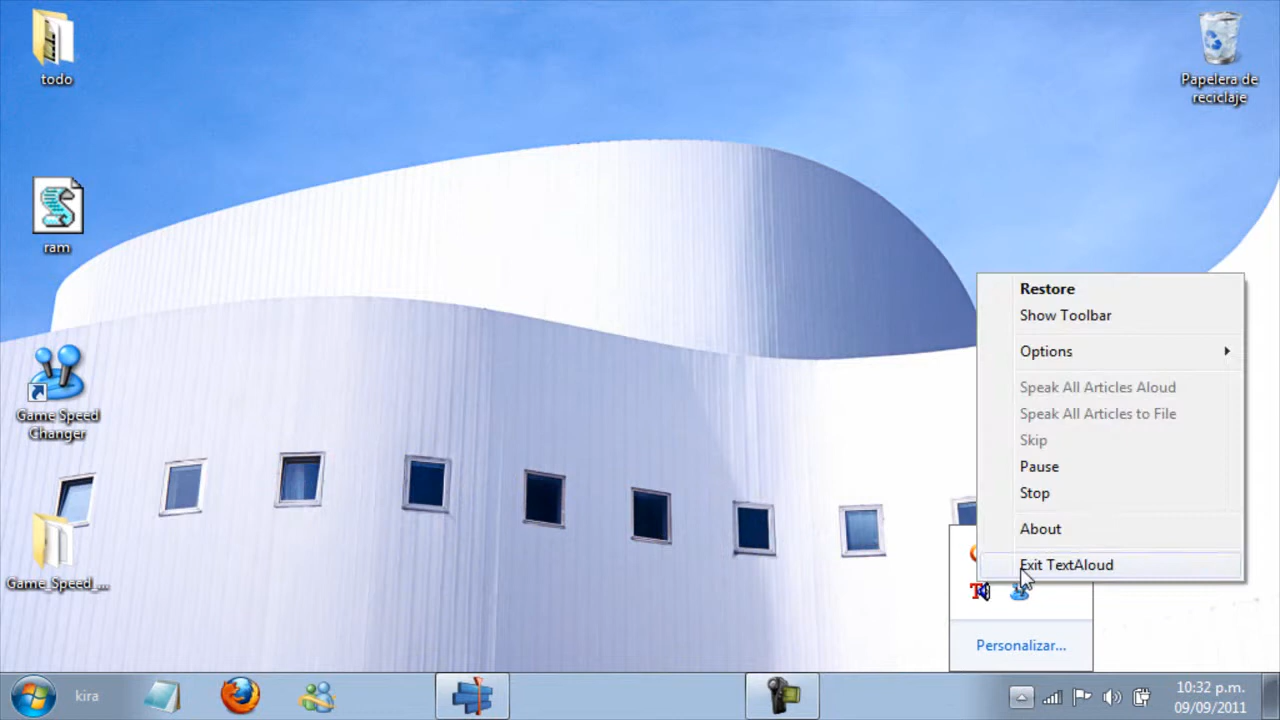 todo
Papelera de
reciclaje
ram
Game Speed
Changer
Game_Speed_...
Restore
Show Toolbar
Options
Speak All Articles Aloud
Speak All Articles to File
Skip
Pause
Stop
About
Exit TextAloud
Personalizar...
kira
10:32 p.m.
09/09/2011